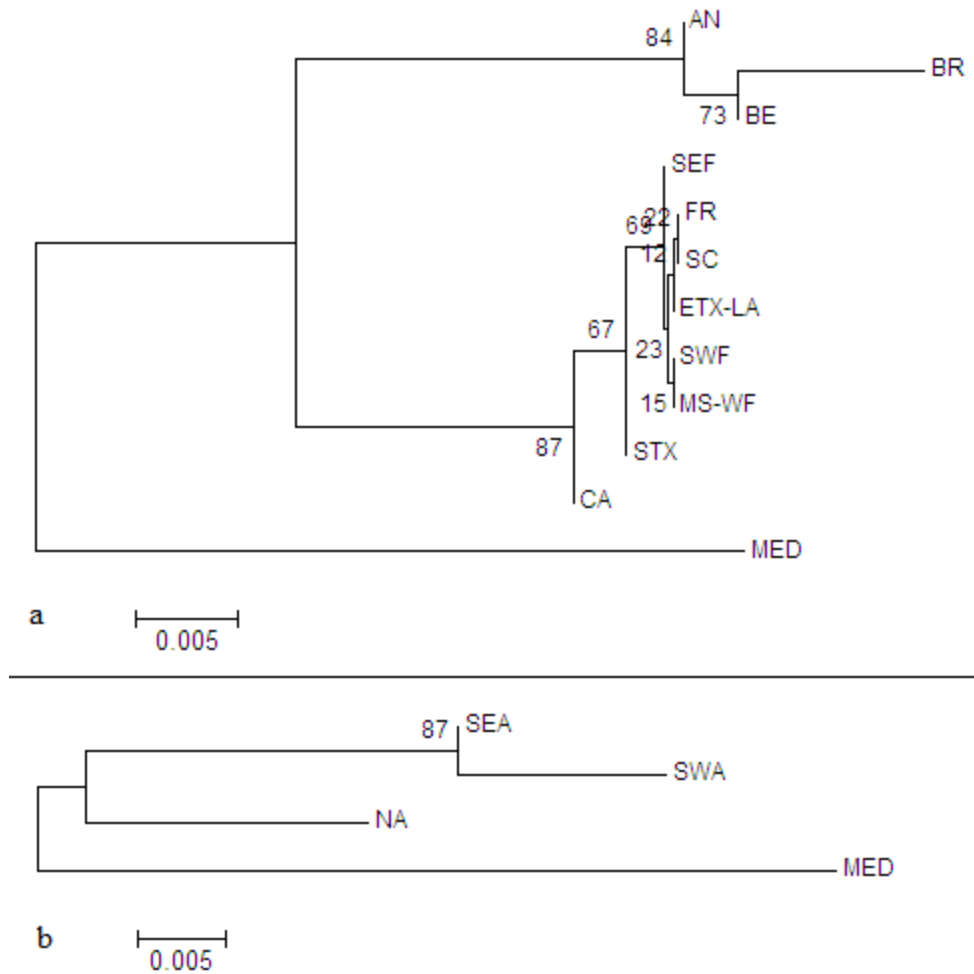 AN
84
BR
73 BE
SEF
22 FR
69
12 SC
ETX-LA
67
23 SWF
15 MS-WF
87 STX
CA
MED
a
0.005
87 SEA
SWA
NA
MED
b
0.005